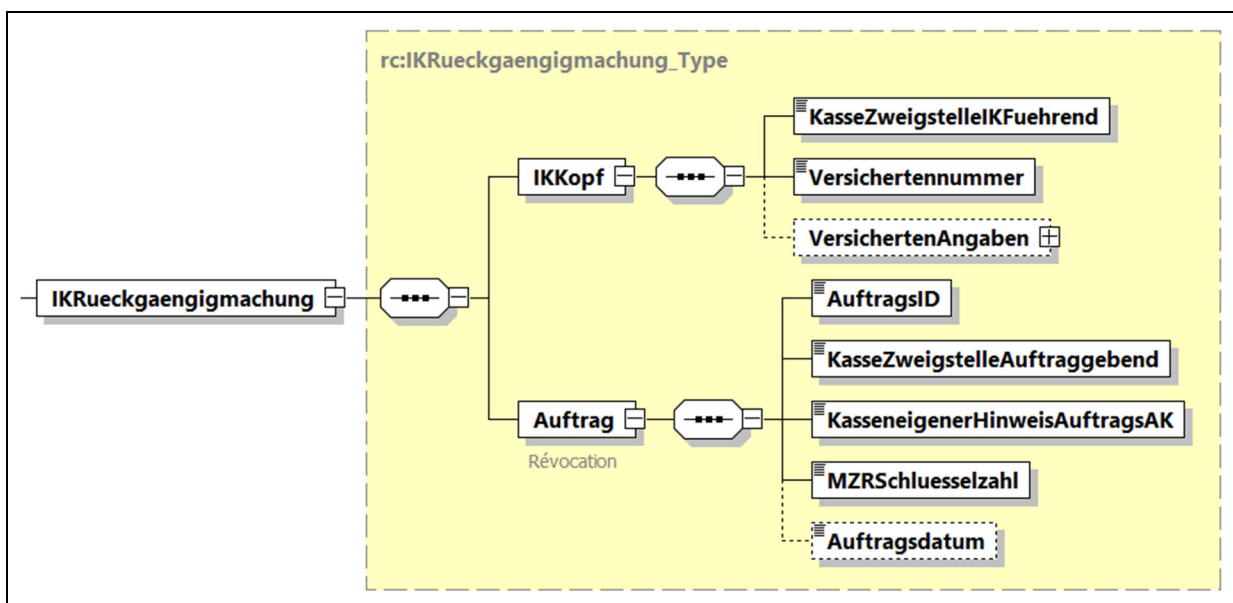 rc:IKRueckgaengigmachung_Type
KasseZweigstelleIKFuehrend
IKKopf
Versichertennummer
VersichertenAngaben
IKRueckgaengigmachung
AuftragsID
KasseZweigstelleAuftraggebend
Auftrag
KasseneigenerHinweisAuftragsAK
Révocation
MZRSchluesselzahl
Auftragsdatum